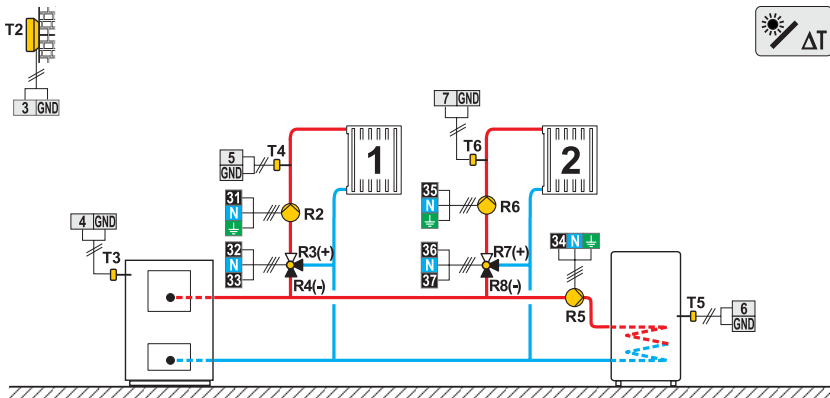 T2
3 GND
ΔT
7 GND
5
GND
T4
1
T6
2
31
N
R2
35
N
R6
4 GND
T3
32
N
33
R3(+)
R4(-)
36
N
37
R7(+)
R8(-)
34 N
R5
T5
6
GND